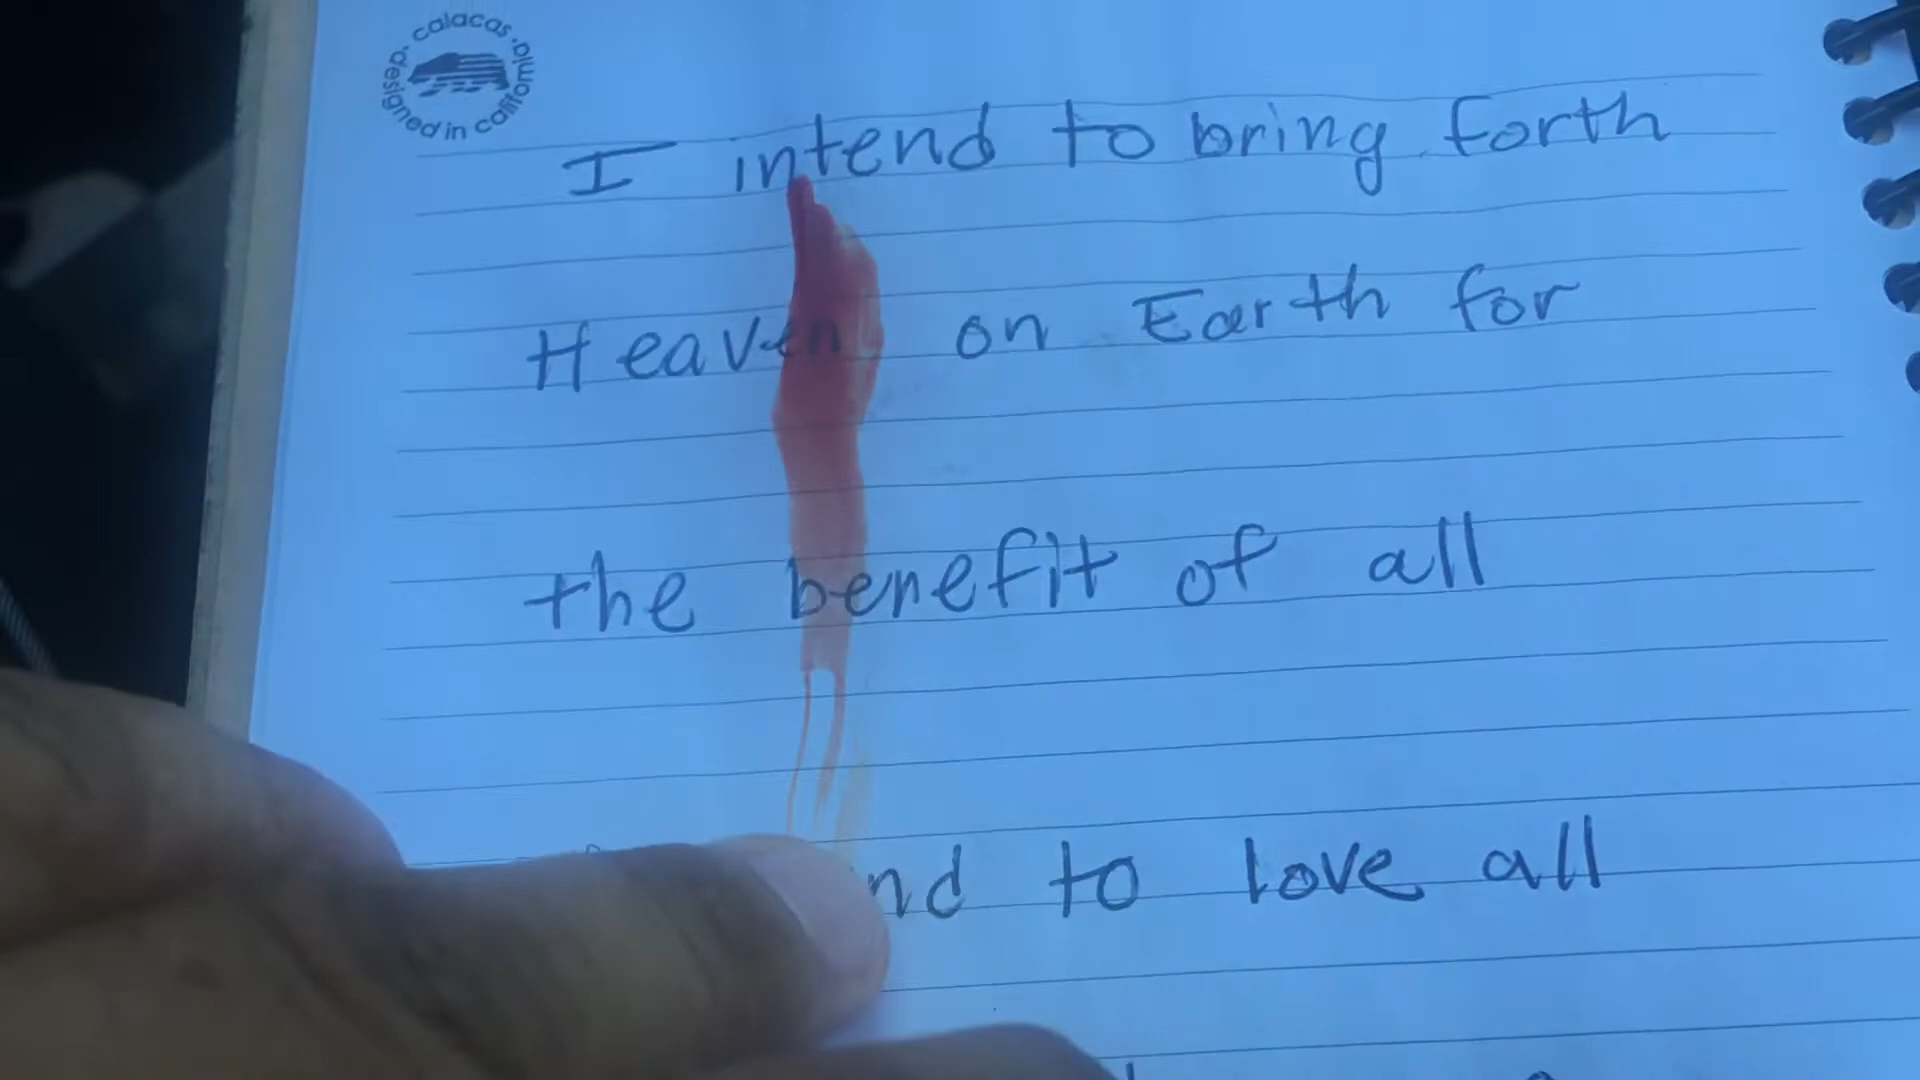 calacas. designed in california.
I intend to bring forth
Heaven on Earth for
the benefit of all
to love all